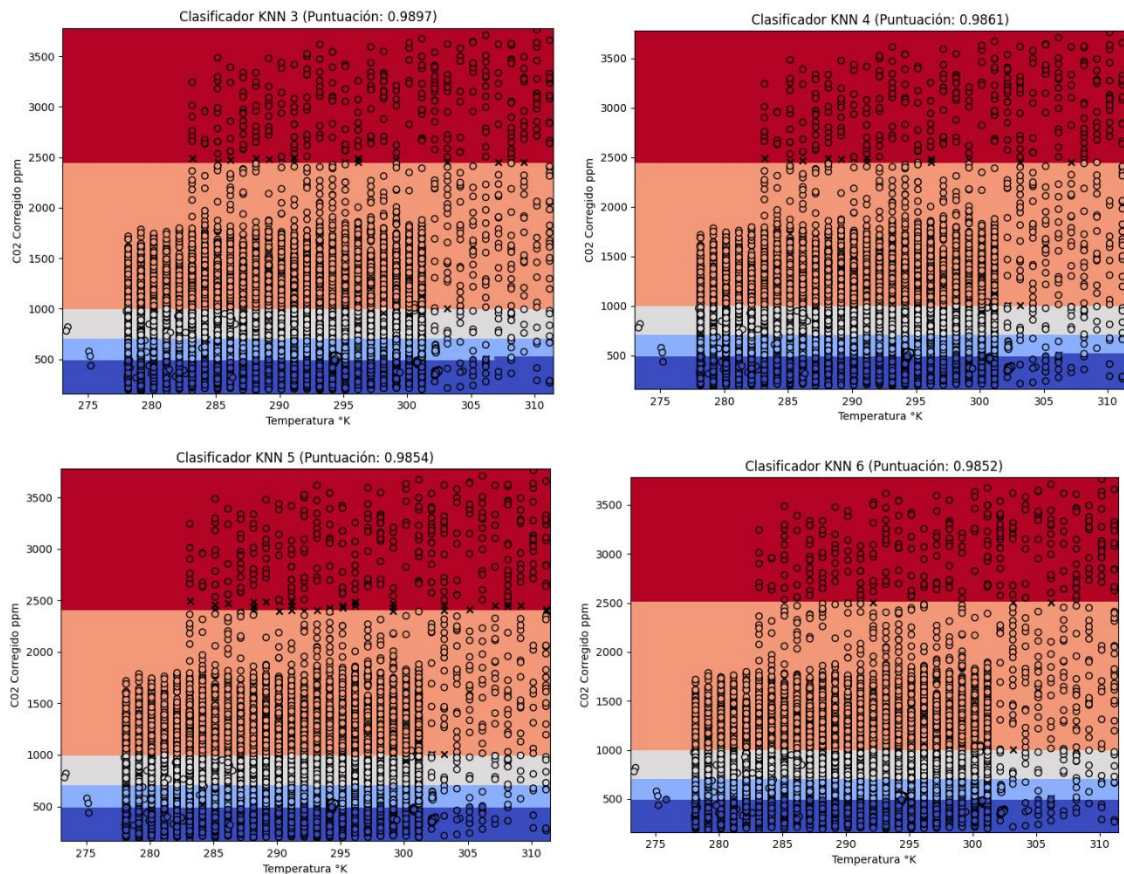 Clasificador KNN 3 (Puntuación: 0.9897)
3500
3000
2500
2000
1500
1000
500
C02 Corregido ppm
275 280 285 290 295 300 305 310
Temperatura °K
Clasificador KNN 4 (Puntuación: 0.9861)
3500
3000
2500
2000
1500
1000
500
C02 Corregido ppm
275 280 285 290 295 300 305 310
Temperatura °K
Clasificador KNN 5 (Puntuación: 0.9854)
3500
3000
2500
2000
1500
1000
500
C02 Corregido ppm
275 280 285 290 295 300 305 310
Temperatura °K
Clasificador KNN 6 (Puntuación: 0.9852)
3500
3000
2500
2000
1500
1000
500
C02 Corregido ppm
275 280 285 290 295 300 305 310
Temperatura °K